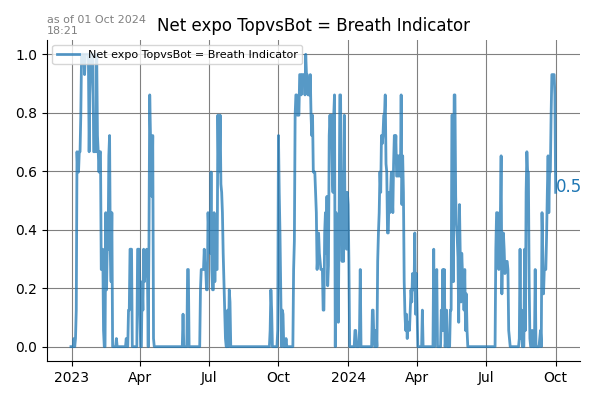 as of 01 Oct 2024
18:21
Net expo TopvsBot = Breath Indicator
Net expo TopvsBot = Breath Indicator
1.0
0.8
0.6
0.4
0.2
0.0
0.5
2023 Apr Jul Oct 2024 Apr Jul Oct